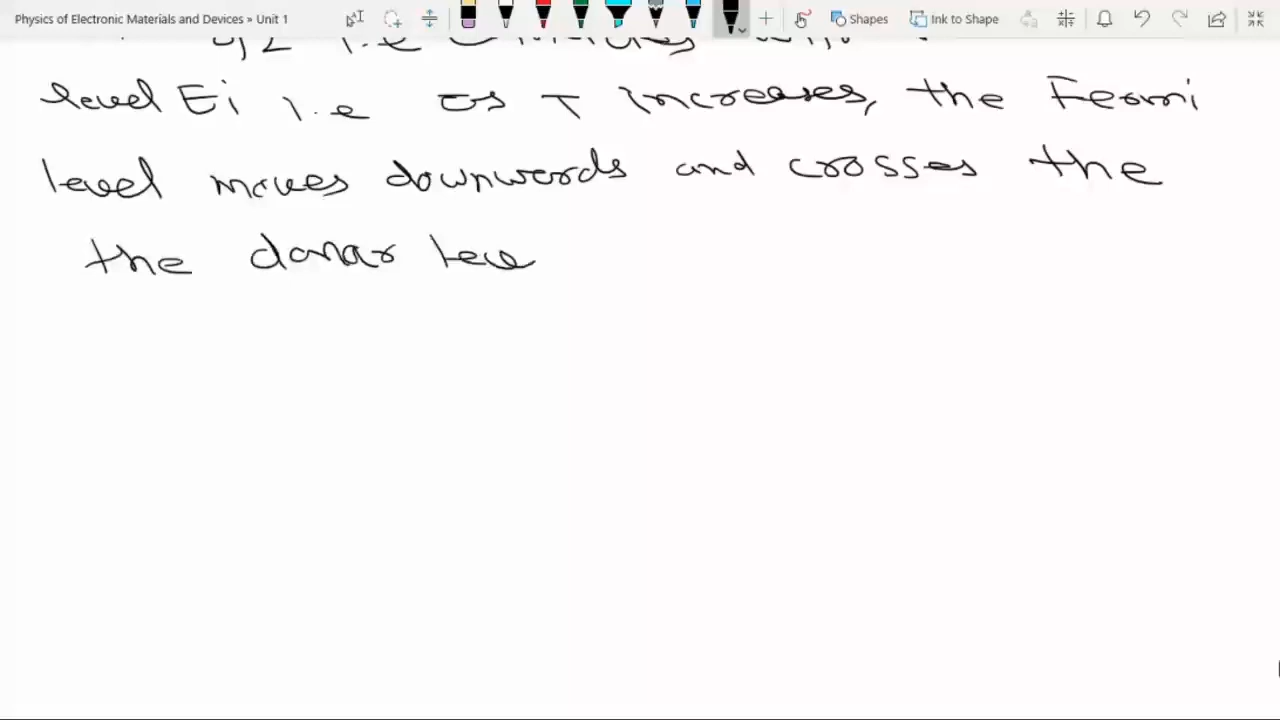 Physics of Electronic Materials and Devices » Unit 1
Shapes
Ink to Shape
i.e
level Ei i.e as T increases, the Fermi
level moves downwards and crosses the
the donar leve